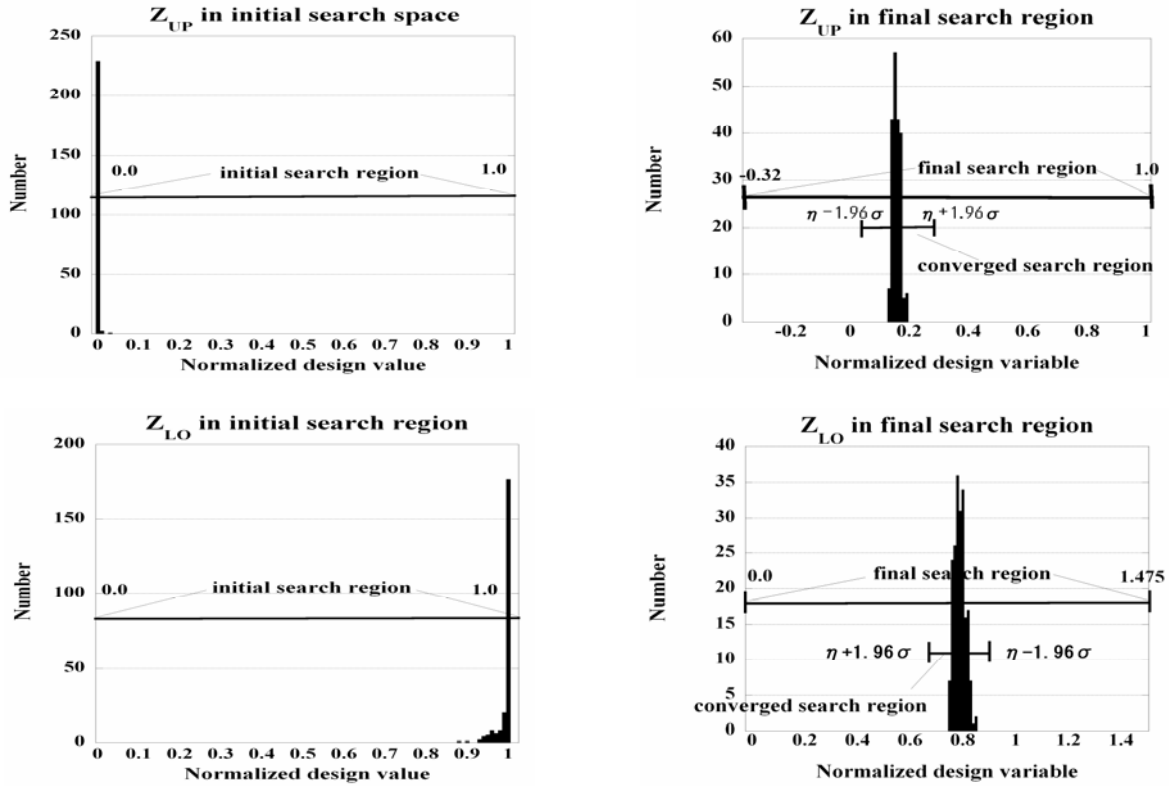 Z_UP in initial search space
250
200
150
100
50
0
Number
0.0
initial search region
1.0
0 0.1 0.2 0.3 0.4 0.5 0.6 0.7 0.8 0.9 1
Normalized design value
Z_UP in final search region
60
50
40
30
20
10
0
Number
-0.32
final search region
1.0
η-1.96σ
η+1.96σ
converged search region
-0.2 0 0.2 0.4 0.6 0.8 1
Normalized design variable
Z_LO in initial search region
200
150
100
50
0
Number
0.0
initial search region
1.0
0 0.1 0.2 0.3 0.4 0.5 0.6 0.7 0.8 0.9 1
Normalized design value
Z_LO in final search region
40
35
30
25
20
15
10
5
0
Number
0.0
final search region
1.475
η+1.96σ
η-1.96σ
converged search region
0 0.2 0.4 0.6 0.8 1 1.2 1.4
Normalized design variable